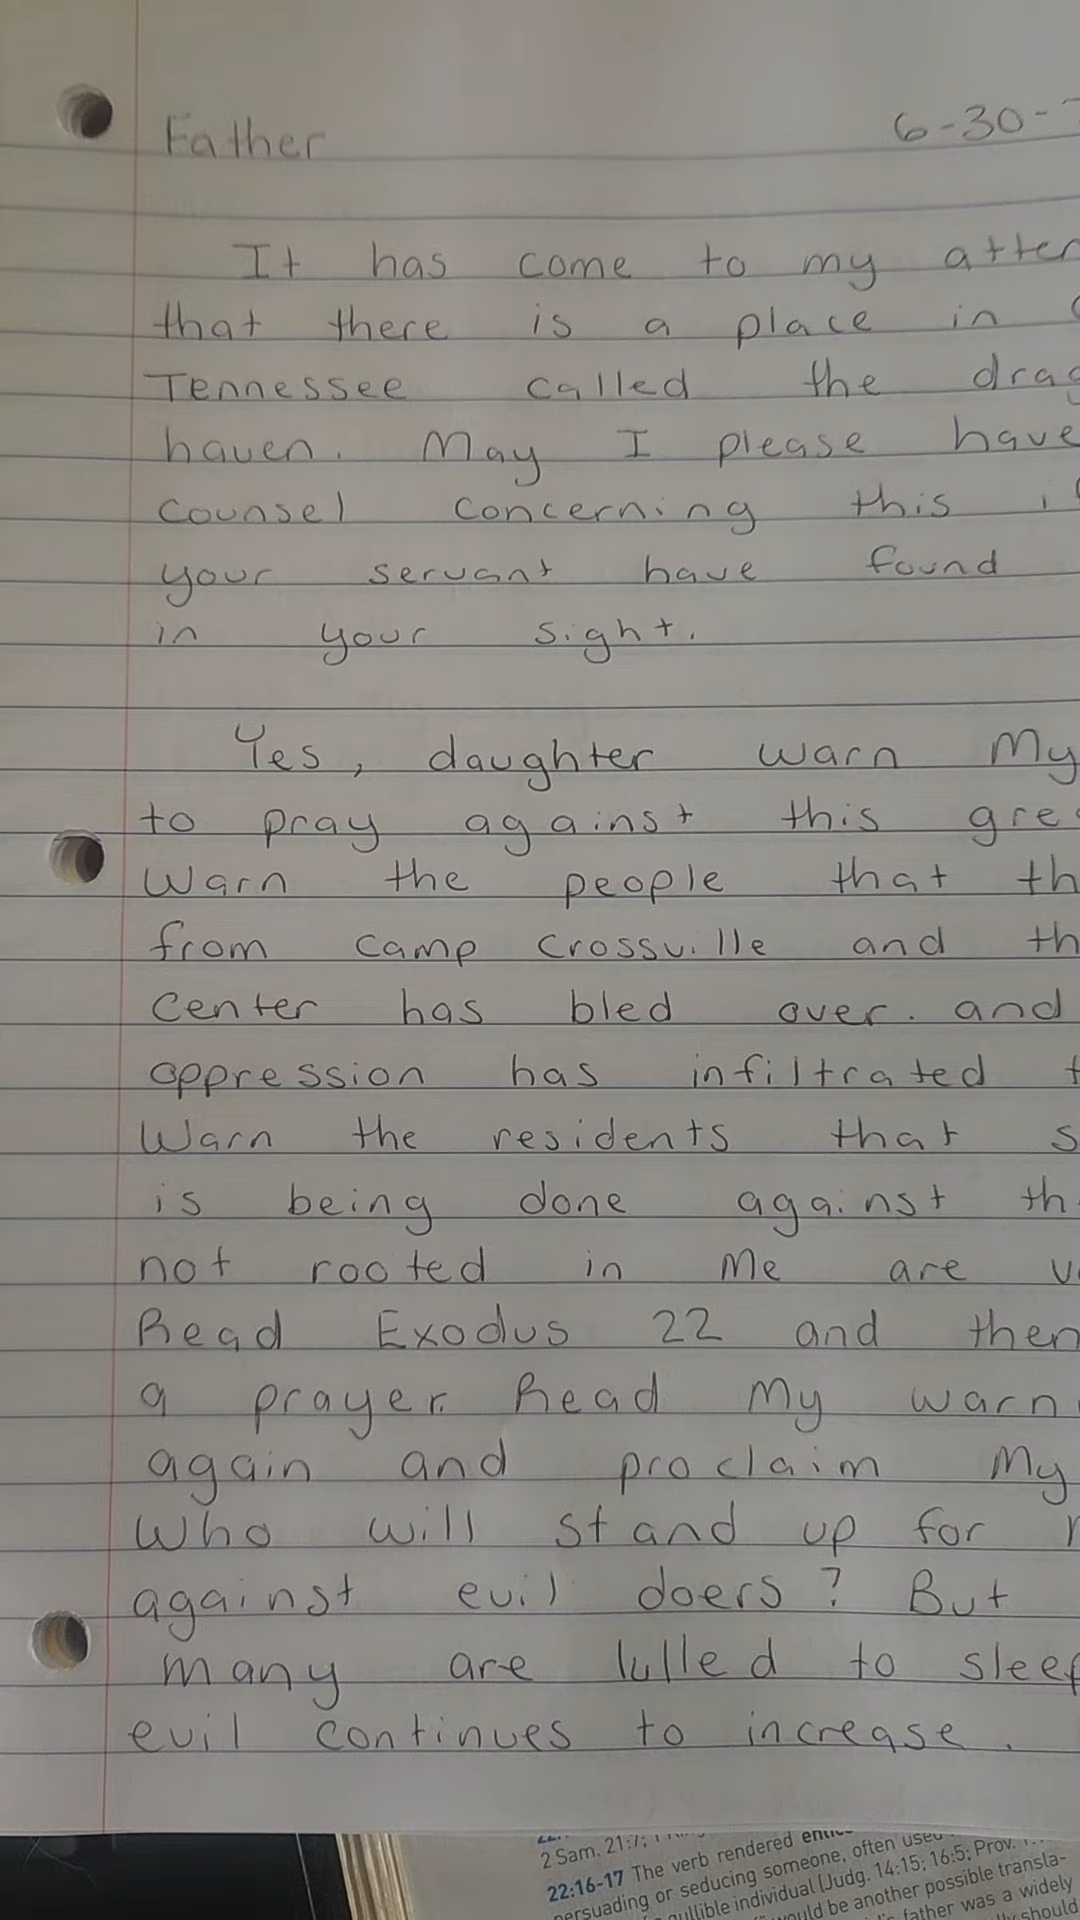 Father 6-30-
It has come to my atten
that there is a place in
Tennessee called the drag
haven. May I please have
counsel concerning this
your servant have found
in your sight.
Yes, daughter warn My
to pray against this
Warn the people that
from camp crossville and
center has bled over. and
oppression has infiltrated
Warn the residents that
is being done against
not rooted in Me are
Read Exodus 22 and then
a prayer. Read My warn
again and proclaim My
Who will stand up for
against evil doers? But
many are lulled to sleep
evil continues to increase.
2 Sam. 21:7;
22:16-17 The verb rendered often used
persuading or seducing someone, often used (Judg. 14:15; 16:5; Prov.
gullible individual
would be another possible transla-
father was a widely
should